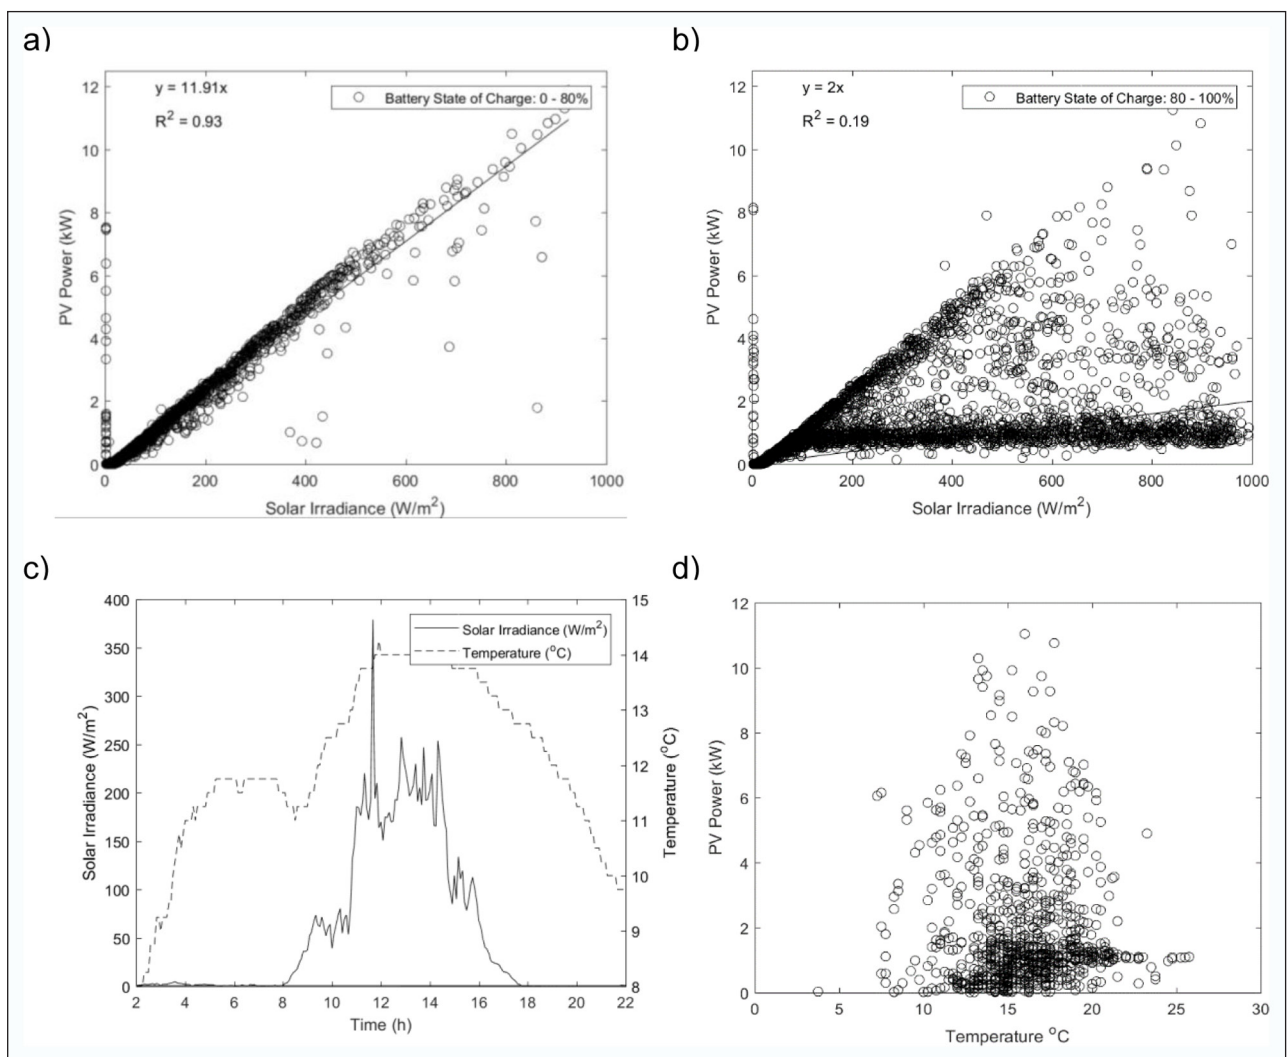 a)
y = 11.91x
R² = 0.93
Battery State of Charge: 0 - 80%
12
10
8
6
4
2
0
PV Power (kW)
0 200 400 600 800 1000
Solar Irradiance (W/m²)
b)
y = 2x
R² = 0.19
Battery State of Charge: 80 - 100%
12
10
8
6
4
2
0
PV Power (kW)
0 200 400 600 800 1000
Solar Irradiance (W/m²)
c)
Solar Irradiance (W/m²)
Temperature (°C)
400
350
300
250
200
150
100
50
0
Solar Irradiance (W/m²)
15
14
13
12
11
10
9
8
Temperature (°C)
2 4 6 8 10 12 14 16 18 20 22
Time (h)
d)
12
10
8
6
4
2
0
PV Power (kW)
0 5 10 15 20 25 30
Temperature °C